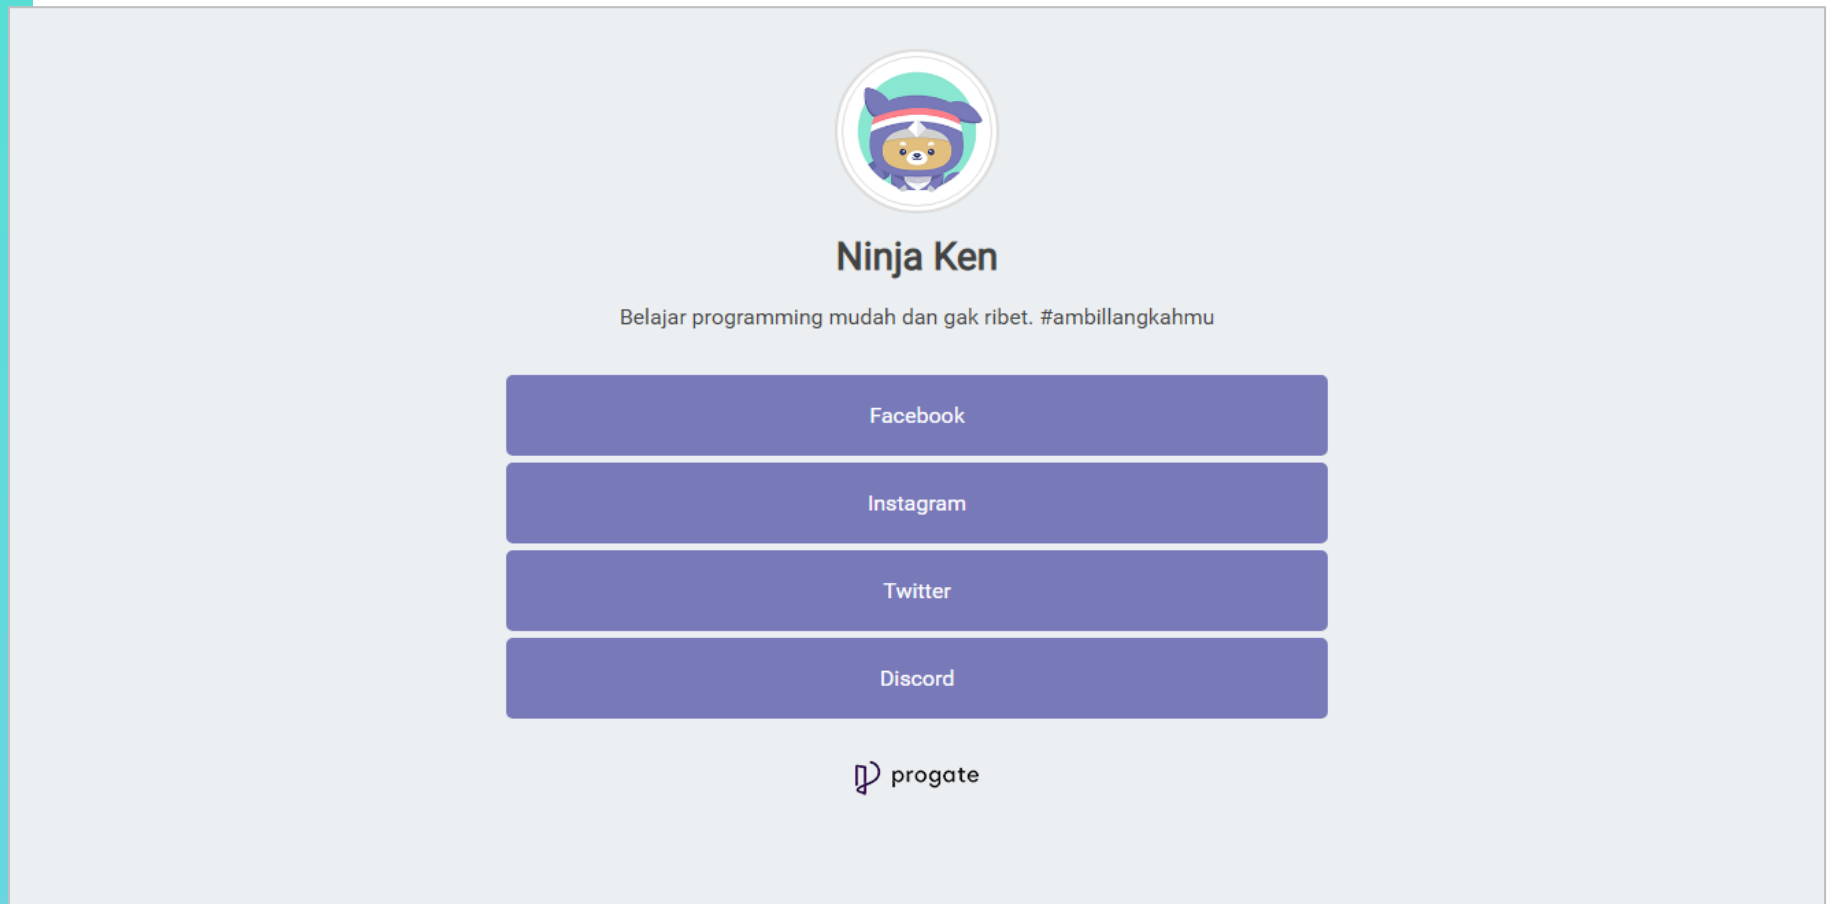 Ninja Ken
Belajar programming mudah dan gak ribet. #ambillangkahmu
Facebook
Instagram
Twitter
Discord
progate